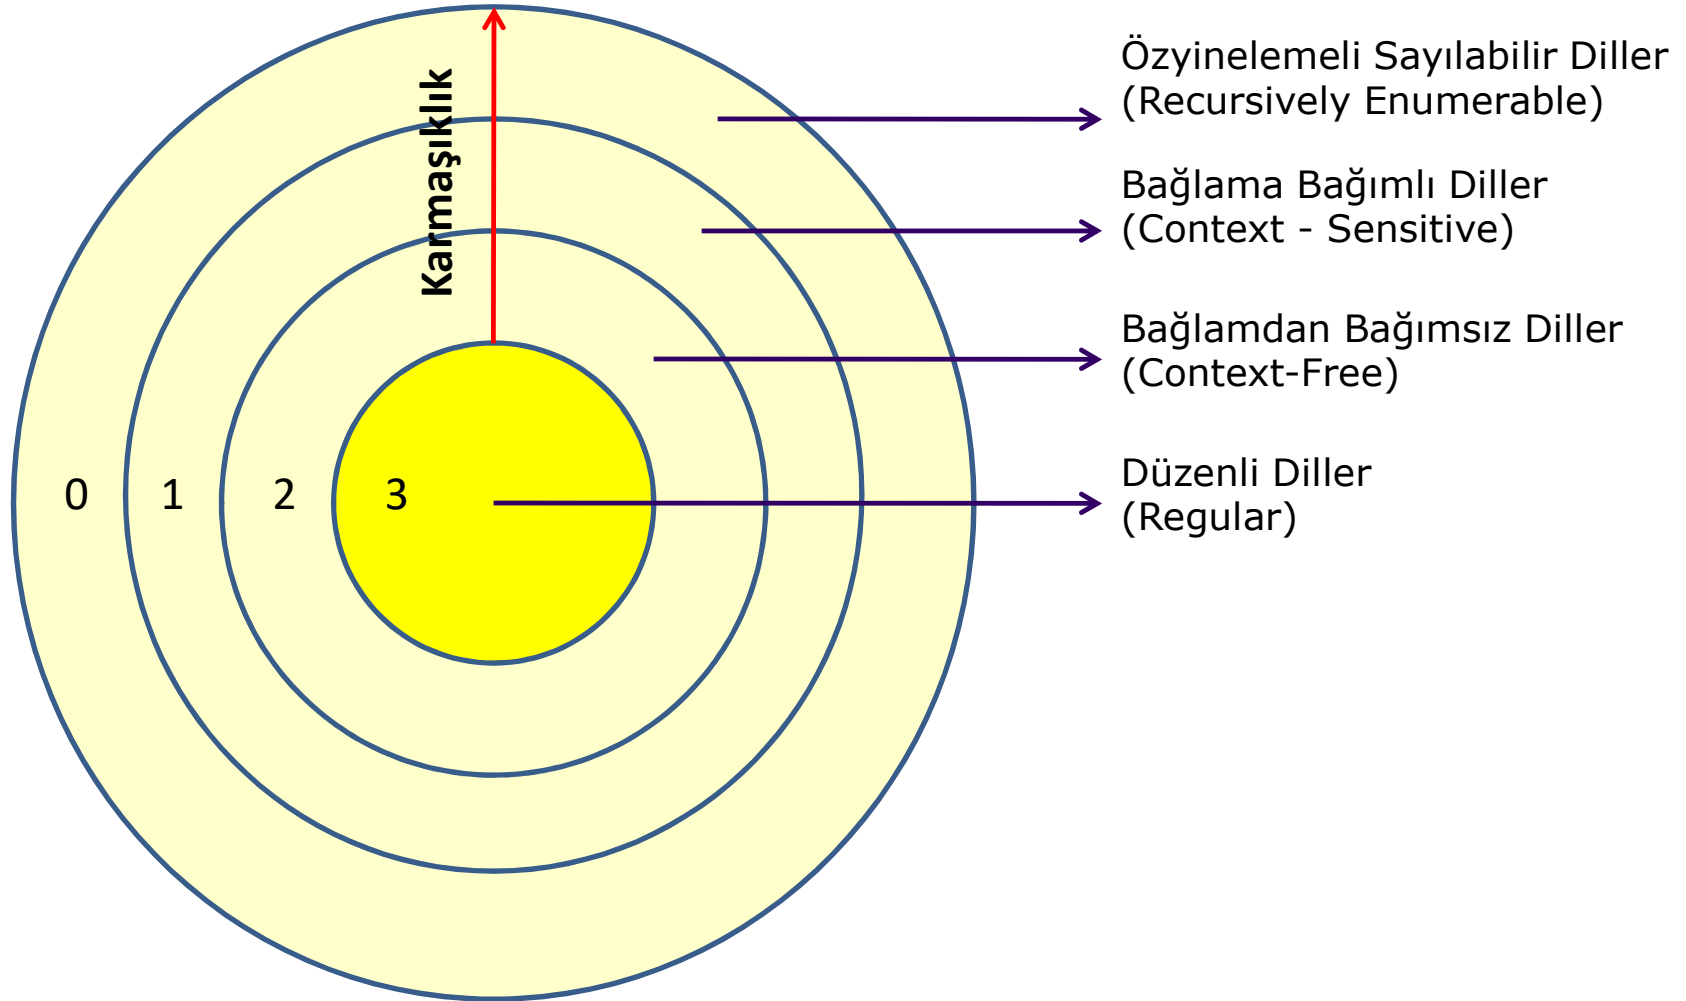 Karmaşıklık
Özyinelemeli Sayılabilir Diller
(Recursively Enumerable)
Bağlama Bağımlı Diller
(Context - Sensitive)
Bağlamdan Bağımsız Diller
(Context-Free)
0 1 2 3
Düzenli Diller
(Regular)